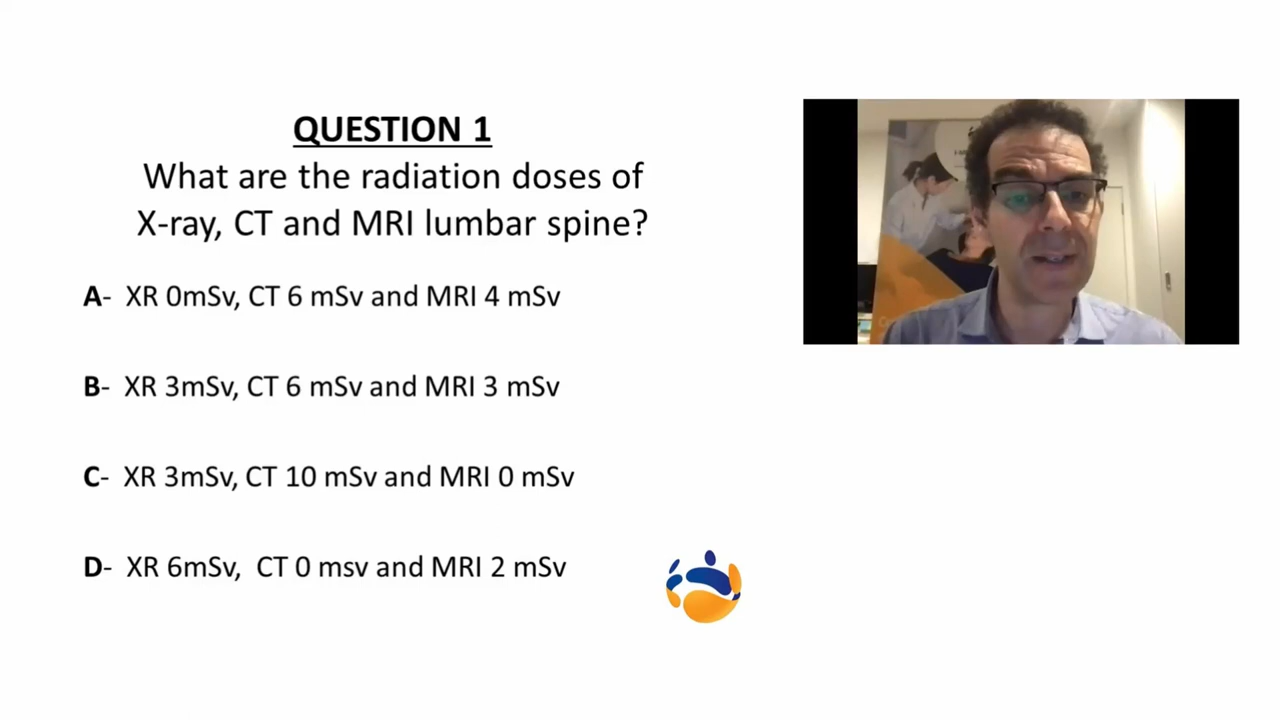 QUESTION 1
What are the radiation doses of
X-ray, CT and MRI lumbar spine?
A- XR 0mSv, CT 6 mSv and MRI 4 mSv
B- XR 3mSv, CT 6 mSv and MRI 3 mSv
C- XR 3mSv, CT 10 mSv and MRI 0 mSv
D- XR 6mSv, CT 0 msv and MRI 2 mSv